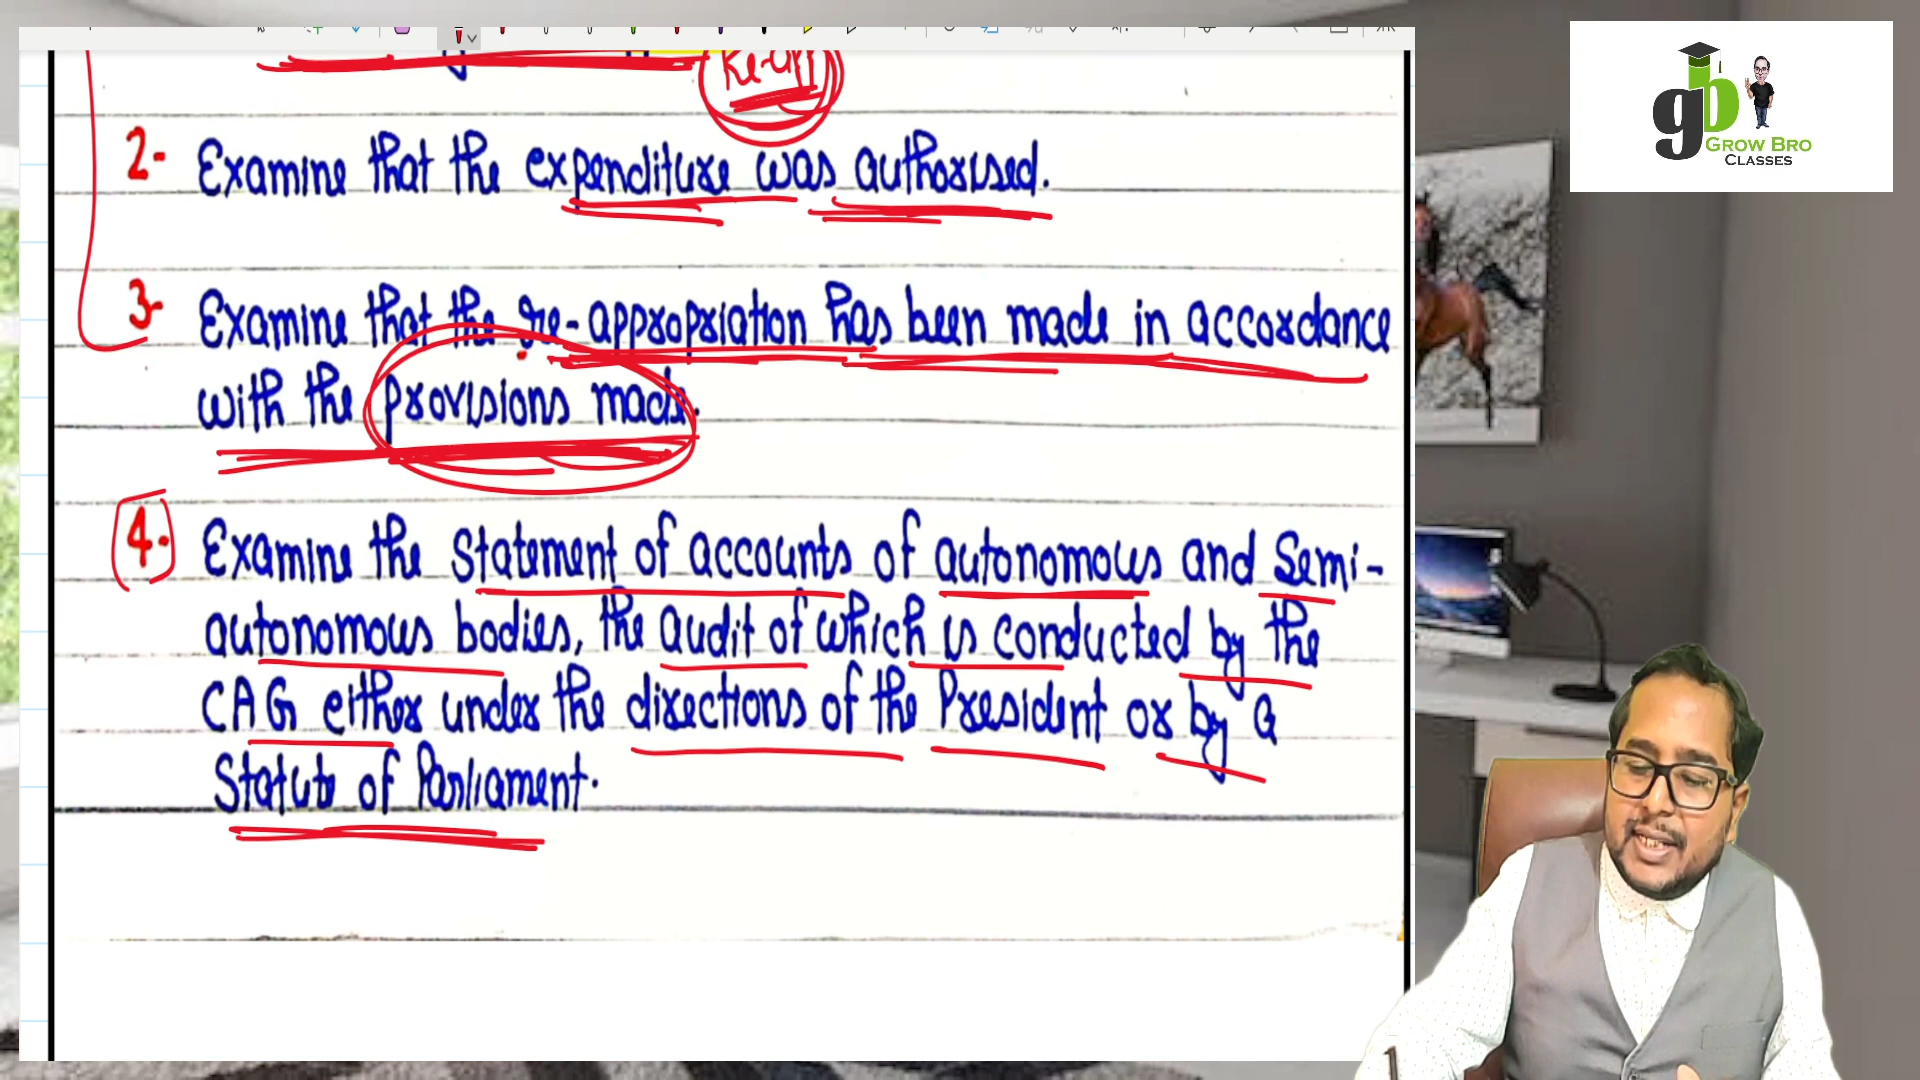 Re-app
2- Examine that the expenditure was authorised.
3- Examine that the re-appropriation has been made in accordance
with the provisions made.
4- Examine the statement of accounts of autonomous and Semi-
autonomous bodies, the audit of which is conducted by the
CAG either under the directions of the President or by a
Statute of Parliament.
gb
GROW BRO
CLASSES